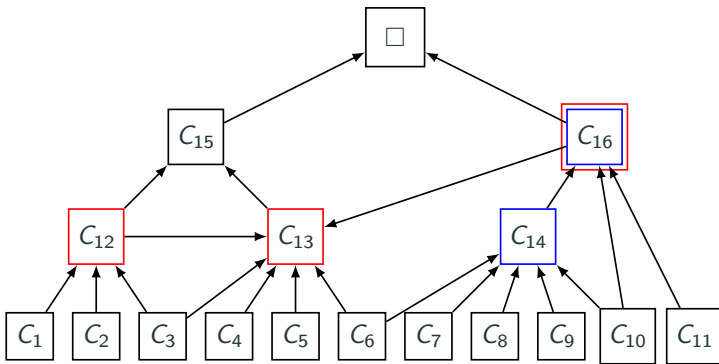 □
C₁₅ C₁₆
C₁₂ C₁₃ C₁₄
C₁ C₂ C₃ C₄ C₅ C₆ C₇ C₈ C₉ C₁₀ C₁₁